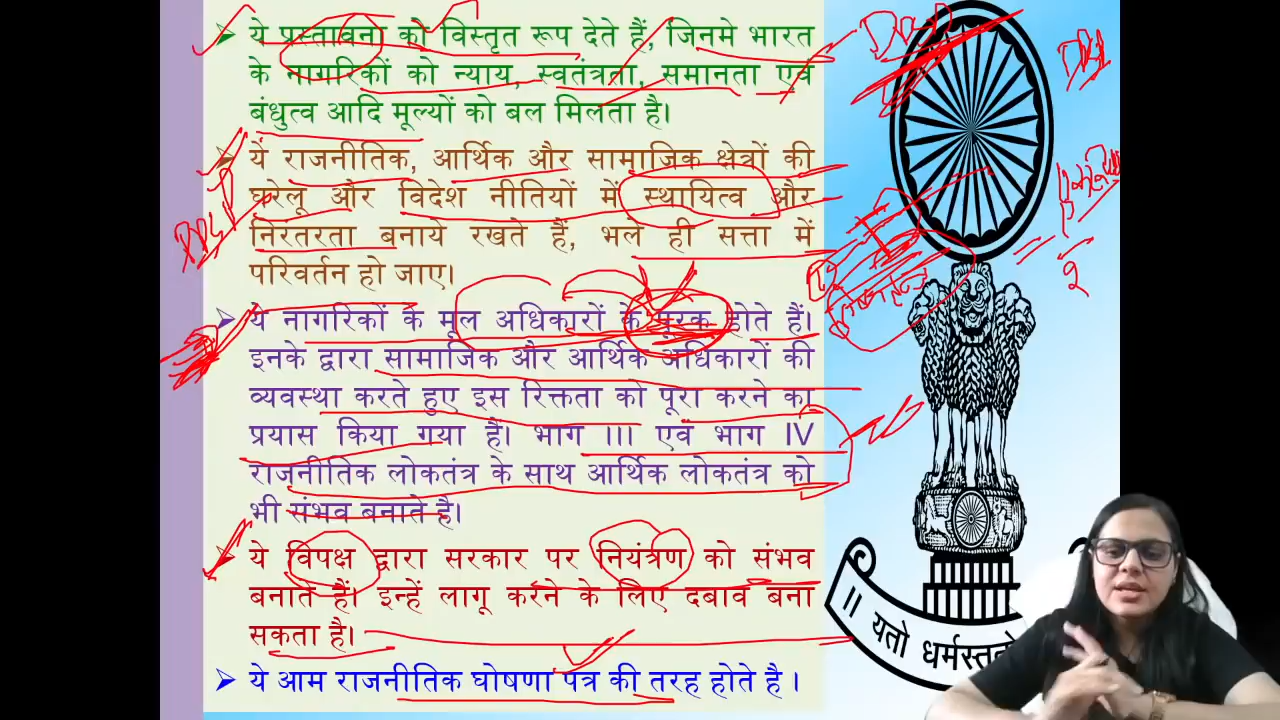 ये प्रस्तावना को विस्तृत रूप देते हैं, जिनमे भारत
के नागरिकों को न्याय, स्वतंत्रता, समानता एवं
बंधुत्व आदि मूल्यों को बल मिलता है।
ये राजनीतिक, आर्थिक और सामाजिक क्षेत्रों की
घरेलू और विदेश नीतियों में स्थायित्व और
निरंतरता बनाये रखते हैं, भले ही सत्ता में
परिवर्तन हो जाए।
ये नागरिकों के मूल अधिकारों के पूरक होते हैं।
इनके द्वारा सामाजिक और आर्थिक अधिकारों की
व्यवस्था करते हुए इस रिक्तता को पूरा करने का
प्रयास किया गया है। भाग III एवं भाग IV
राजनीतिक लोकतंत्र के साथ आर्थिक लोकतंत्र को
भी संभव बनाते है।
ये विपक्ष द्वारा सरकार पर नियंत्रण को संभव
बनाते हैं। इन्हें लागू करने के लिए दबाव बना
सकता है।
ये आम राजनीतिक घोषणा पत्र की तरह होते है ।
॥ यतो